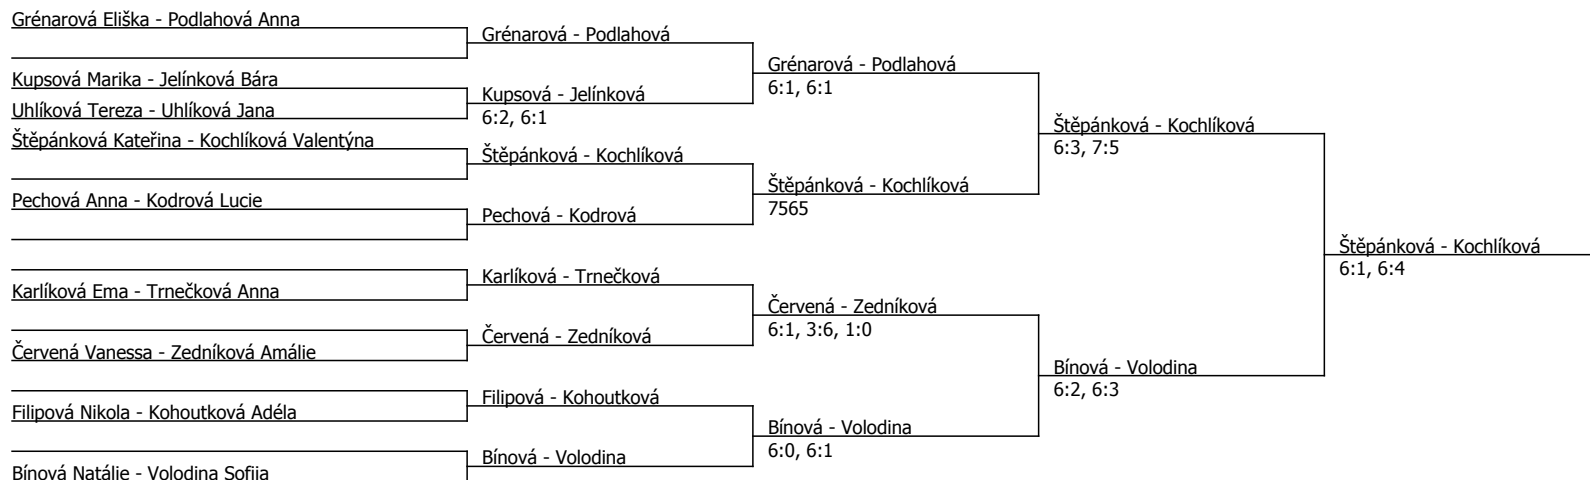 Grénarová Eliška - Podlahová Anna
Kupsová Marika - Jelínková Bára
Uhlíková Tereza - Uhlíková Jana
Štěpánková Kateřina - Kochlíková Valentýna
Pechová Anna - Kodrová Lucie
Karlíková Ema - Trnečková Anna
Červená Vanessa - Zedníková Amálie
Filipová Nikola - Kohoutková Adéla
Bínová Natálie - Volodina Sofija
Grénarová - Podlahová
Kupsová - Jelínková
6:2, 6:1
Štěpánková - Kochlíková
Pechová - Kodrová
Karlíková - Trnečková
Červená - Zedníková
Filipová - Kohoutková
Bínová - Volodina
Grénarová - Podlahová
6:1, 6:1
Štěpánková - Kochlíková
7565
Červená - Zedníková
6:1, 3:6, 1:0
Bínová - Volodina
6:0, 6:1
Štěpánková - Kochlíková
6:3, 7:5
Bínová - Volodina
6:2, 6:3
Štěpánková - Kochlíková
6:1, 6:4